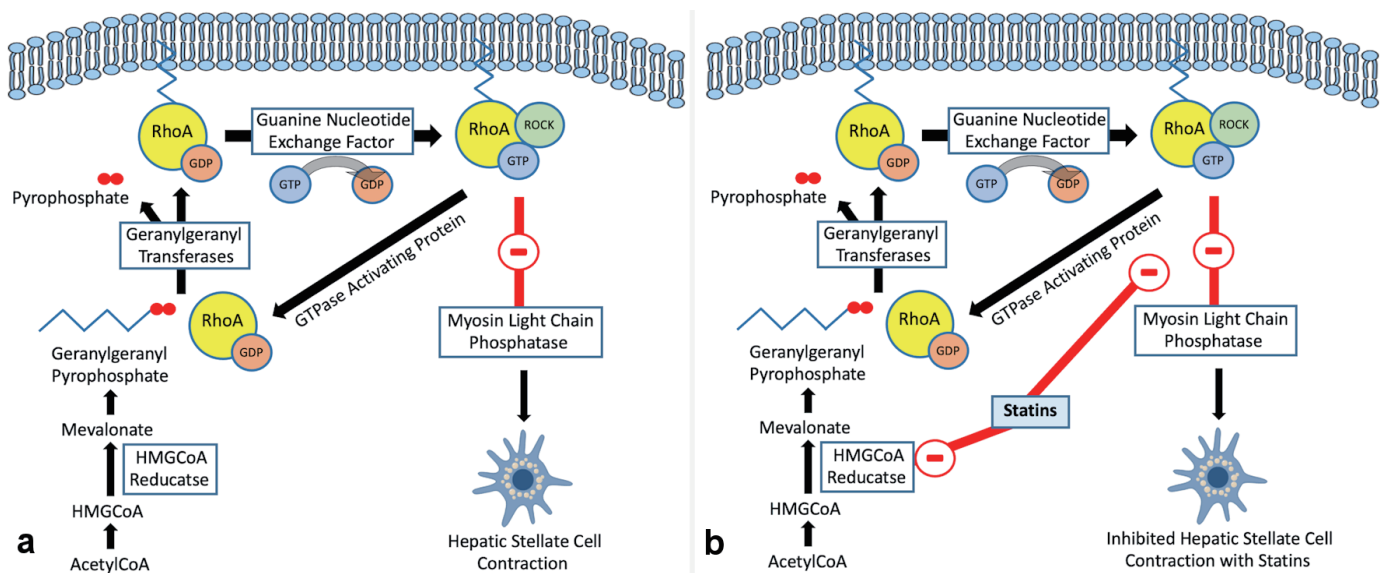 RhoA
GDP
Guanine Nucleotide
Exchange Factor
GTP
GDP
RhoA
ROCK
GTP
Pyrophosphate
Geranylgeranyl
Transferases
GTPase Activating Protein
RhoA
GDP
Geranylgeranyl
Pyrophosphate
Myosin Light Chain
Phosphatase
Mevalonate
HMGCoA
Reducatse
HMGCoA
AcetylCoA
Hepatic Stellate Cell
Contraction
a
RhoA
GDP
Guanine Nucleotide
Exchange Factor
GTP
GDP
RhoA
ROCK
GTP
Pyrophosphate
Geranylgeranyl
Transferases
GTPase Activating Protein
RhoA
GDP
Geranylgeranyl
Pyrophosphate
Myosin Light Chain
Phosphatase
Statins
Mevalonate
HMGCoA
Reducatse
HMGCoA
AcetylCoA
Inhibited Hepatic Stellate Cell
Contraction with Statins
b